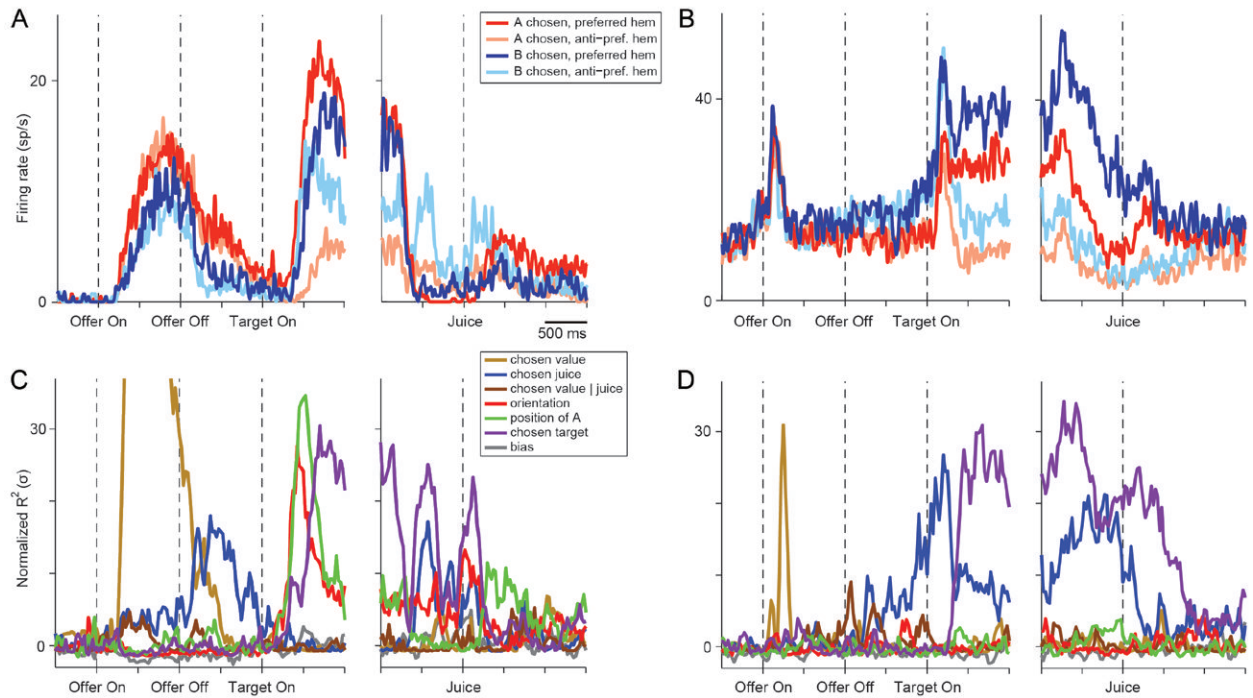 A
B
A chosen, preferred hem
A chosen, anti-pref. hem
B chosen, preferred hem
B chosen, anti-pref. hem
Firing rate (sp/s)
20
0
40
0
Offer On
Offer Off
Target On
Juice
500 ms
Offer On
Offer Off
Target On
Juice
C
D
chosen value
chosen juice
chosen value | juice
orientation
position of A
chosen target
bias
Normalized R² (σ)
30
0
30
0
Offer On
Offer Off
Target On
Juice
Offer On
Offer Off
Target On
Juice